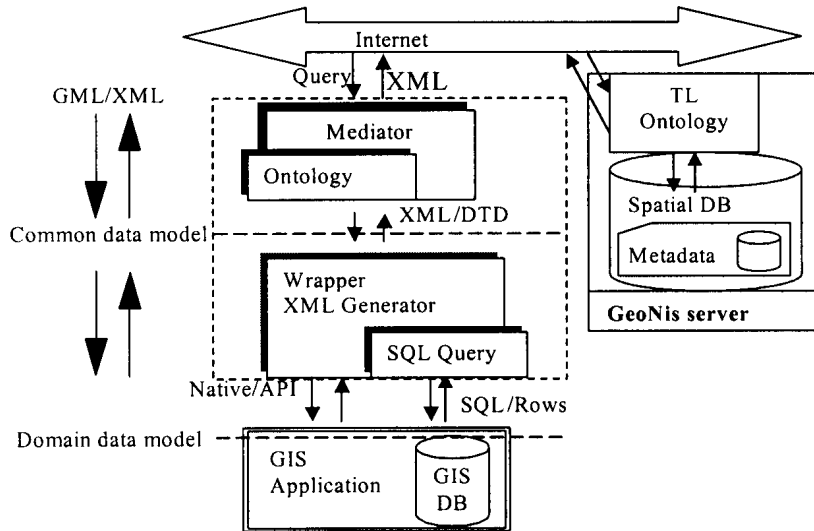 Internet
Query
XML
GML/XML
Mediator
Ontology
XML/DTD
Common data model
Wrapper
XML Generator
SQL Query
Native/API
SQL/Rows
Domain data model
GIS
Application
GIS
DB
TL
Ontology
Spatial DB
Metadata
GeoNis server